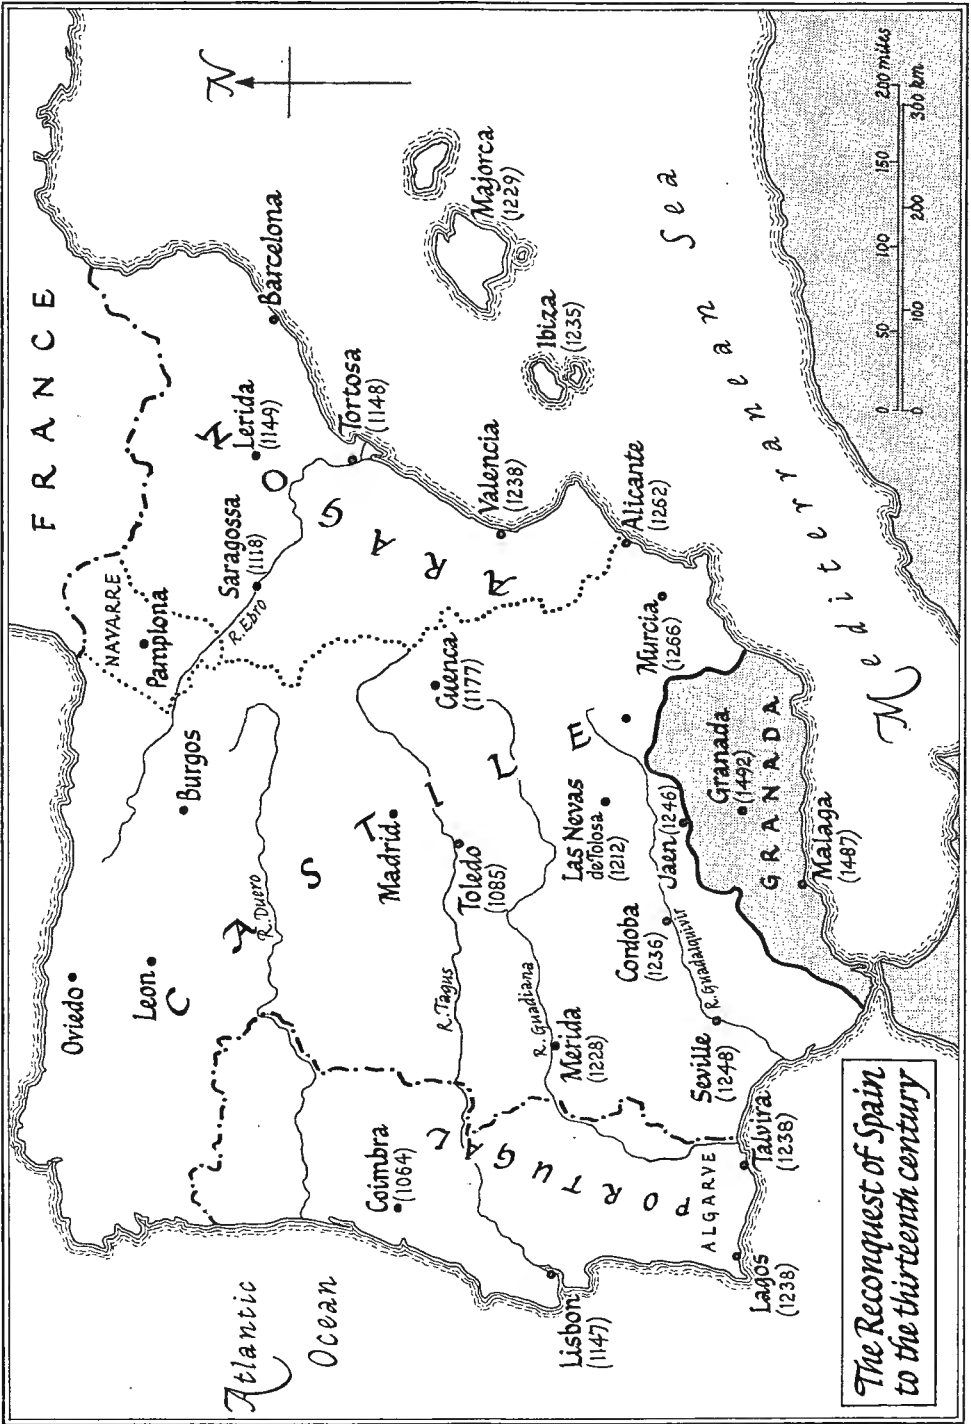 FRANCE
N
NAVARRE
Pamplona
Oviedo
Leon
Burgos
Saragossa
(1118)
R. Ebro
Lerida
(1149)
Barcelona
Tortosa
(1148)
ARAGON
R. Duero
CASTILE
Madrid
Toledo
(1085)
R. Tagus
Cuenca
(1177)
Valencia
(1238)
Majorca
(1229)
Ibiza
(1235)
Alicante
(1262)
Murcia
(1266)
Coimbra
(1064)
PORTUGAL
Lisbon
(1147)
R. Guadiana
Merida
(1228)
Las Nevas
de Tolosa
(1212)
Cordoba
(1236)
Jaen (1246)
R. Guadalquivir
Seville
(1248)
ALGARVE
Lagos
(1238)
Talvira
(1238)
Granada
(1492)
GRANADA
Malaga
(1487)
Atlantic
Ocean
Mediterranean Sea
The Reconquest of Spain
to the thirteenth century
0 50 100 150 200 miles
0 100 200 300 km.